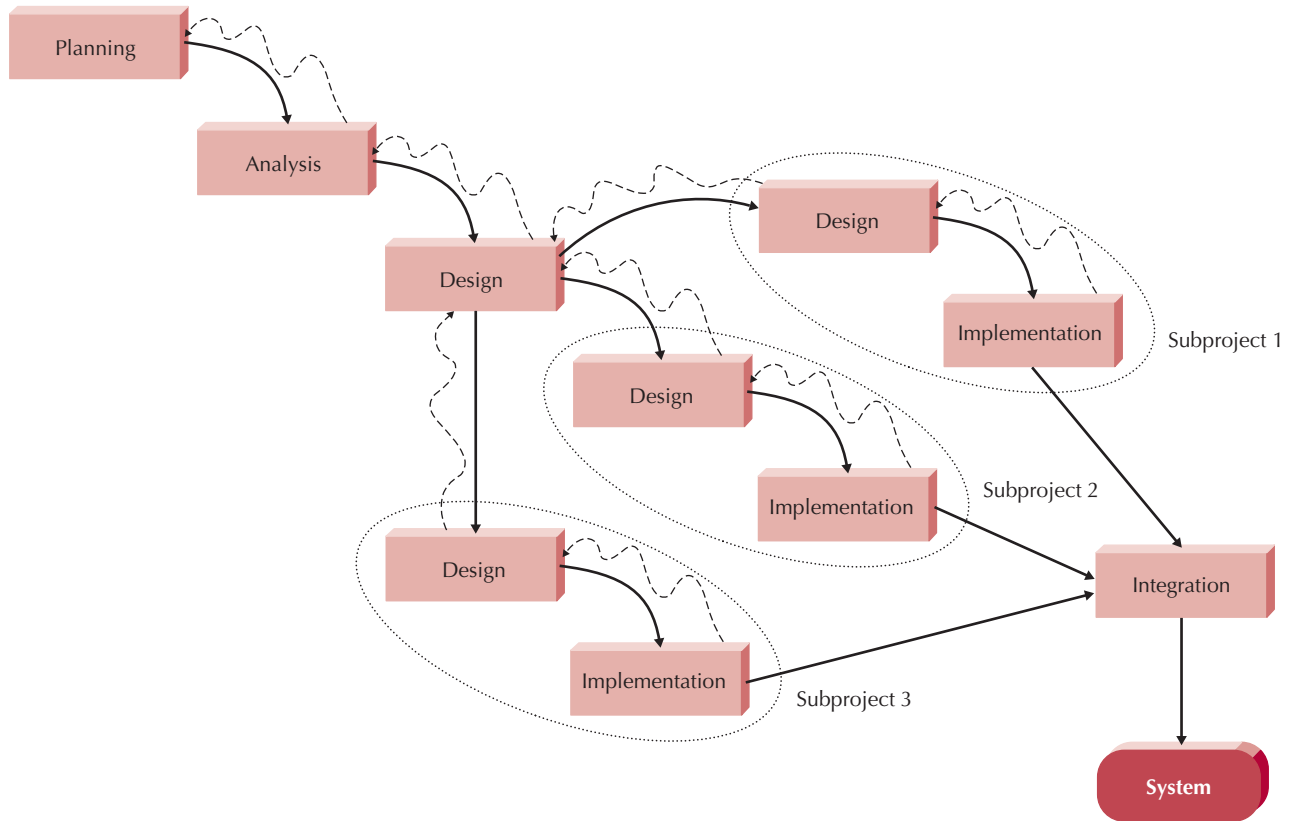 Planning
Analysis
Design
Design
Implementation
Subproject 1
Design
Implementation
Subproject 2
Design
Implementation
Subproject 3
Integration
System